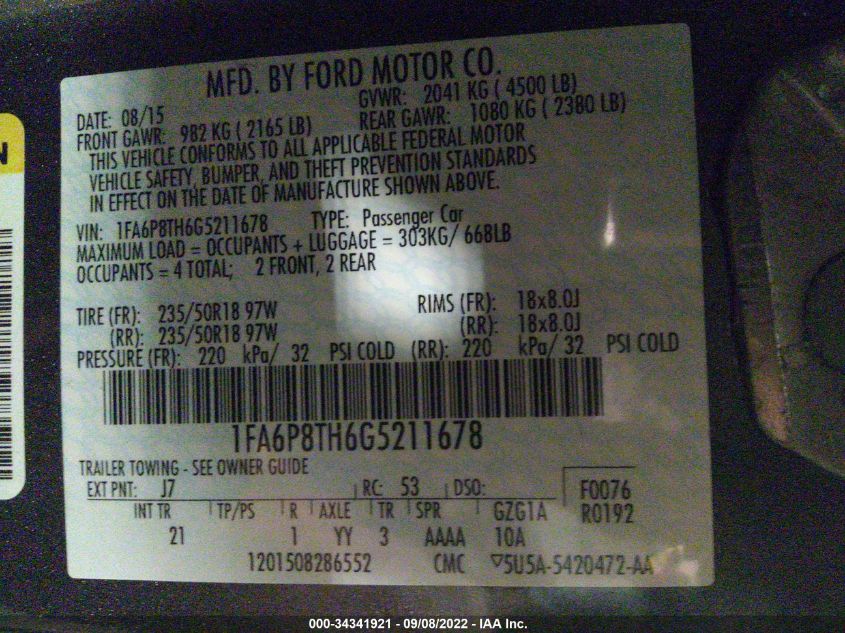 MFD. BY FORD MOTOR CO.
DATE: 08/15 GVWR: 2041 KG ( 4500 LB)
FRONT GAWR: 982 KG ( 2165 LB) REAR GAWR: 1080 KG ( 2380 LB)
THIS VEHICLE CONFORMS TO ALL APPLICABLE FEDERAL MOTOR
VEHICLE SAFETY, BUMPER, AND THEFT PREVENTION STANDARDS
IN EFFECT ON THE DATE OF MANUFACTURE SHOWN ABOVE.
VIN: 1FA6P8TH6G5211678 TYPE: Passenger Car
MAXIMUM LOAD = OCCUPANTS + LUGGAGE = 303KG/ 668LB
OCCUPANTS = 4 TOTAL; 2 FRONT, 2 REAR
TIRE (FR): 235/50R18 97W RIMS (FR): 18x8.0J
(RR): 235/50R18 97W (RR): 18x8.0J
PRESSURE (FR): 220 kPa/ 32 PSI COLD (RR): 220 kPa/ 32 PSI COLD
1FA6P8TH6G5211678
TRAILER TOWING - SEE OWNER GUIDE
EXT PNT: J7 RC: 53 DSO: F0076
INT TR TP/PS R AXLE TR SPR GZG1A R0192
21 1 YY 3 AAAA 10A
1201508286552 CMC ▽5U5A-5420472-AA
N
000-34341921 - 09/08/2022 - IAA Inc.